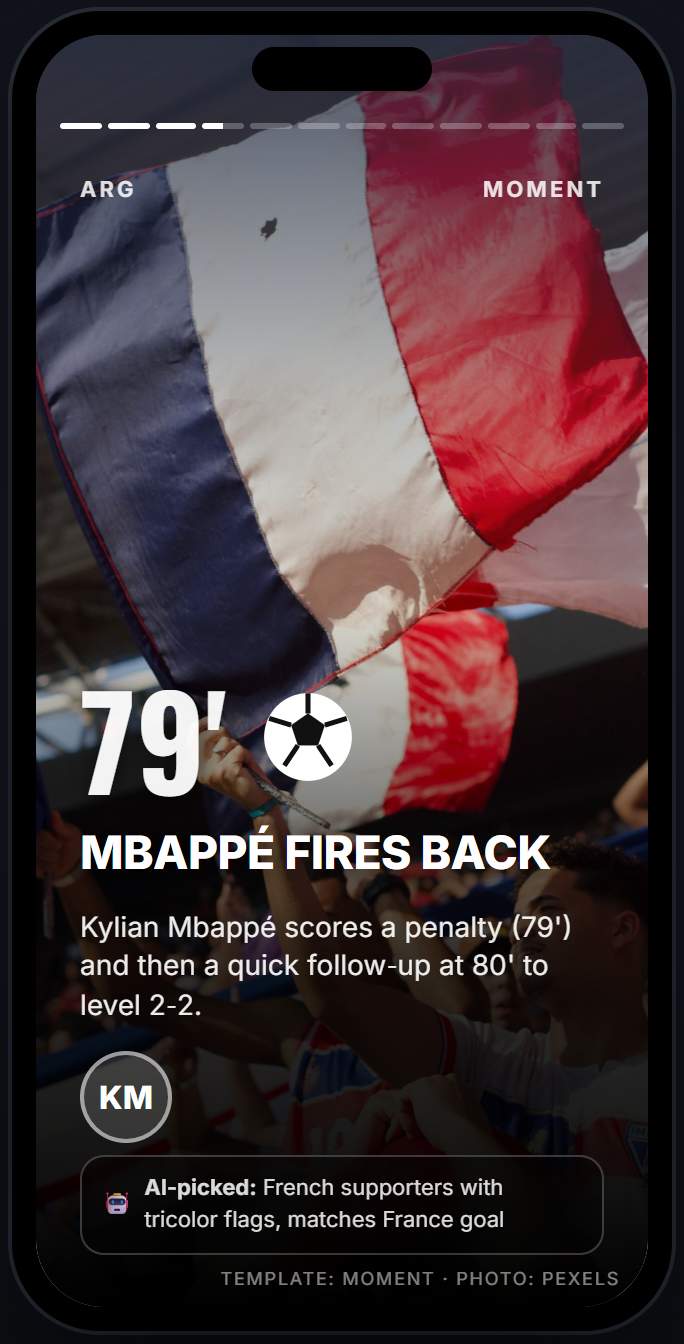 ARG
MOMENT
79'
MBAPPÉ FIRES BACK
Kylian Mbappé scores a penalty (79')
and then a quick follow-up at 80' to
level 2-2.
KM
AI-picked: French supporters with
tricolor flags, matches France goal
TEMPLATE: MOMENT · PHOTO: PEXELS